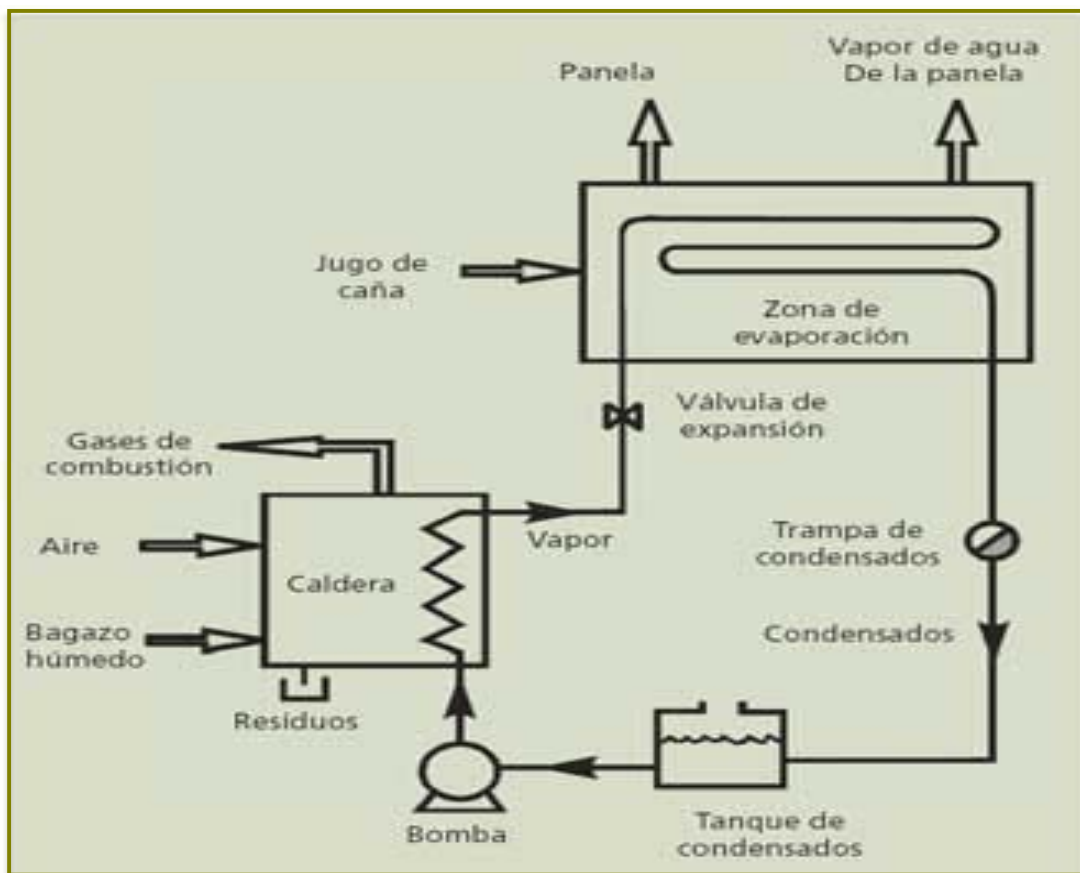 Panela
Vapor de agua
De la panela
Jugo de
caña
Zona de
evaporación
Válvula de
expansión
Gases de
combustión
Aire
Caldera
Vapor
Trampa de
condensados
Bagazo
húmedo
Condensados
Residuos
Bomba
Tanque de
condensados